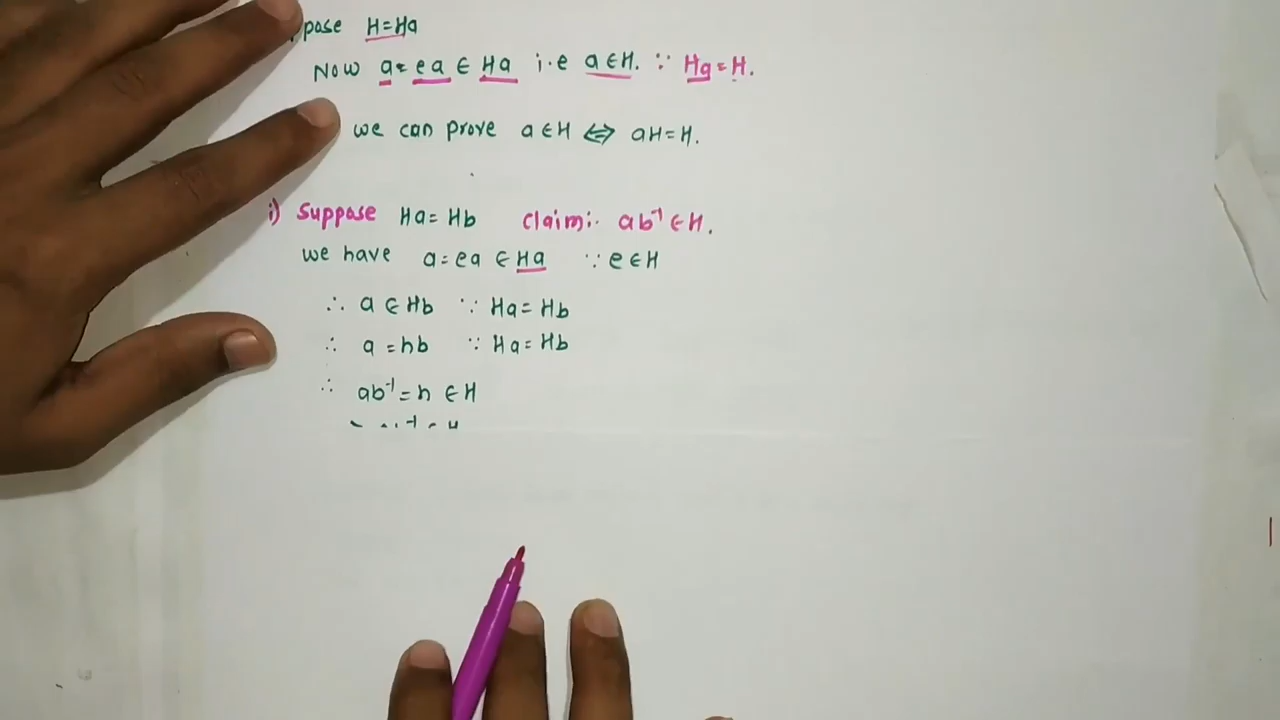 pose H=Ha
Now a=ea ∈ Ha i.e a∈H. ∵ Ha=H.
we can prove a∈H ⇔ aH=H.
i) Suppose Ha=Hb Claim:- ab⁻¹ ∈ H.
we have a=ea ∈ Ha ∵ e∈H
∴ a∈Hb ∵ Ha=Hb
∴ a=hb ∵ Ha=Hb
∴ ab⁻¹=h ∈H